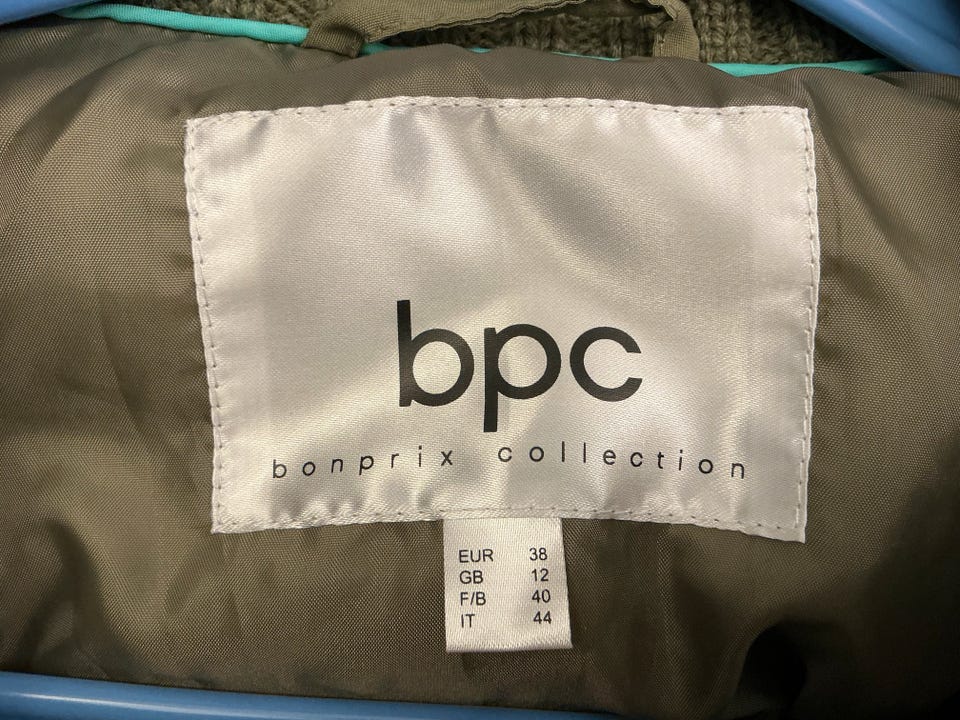 bpc
bonprix collection
EUR 38
GB 12
F/B 40
IT 44